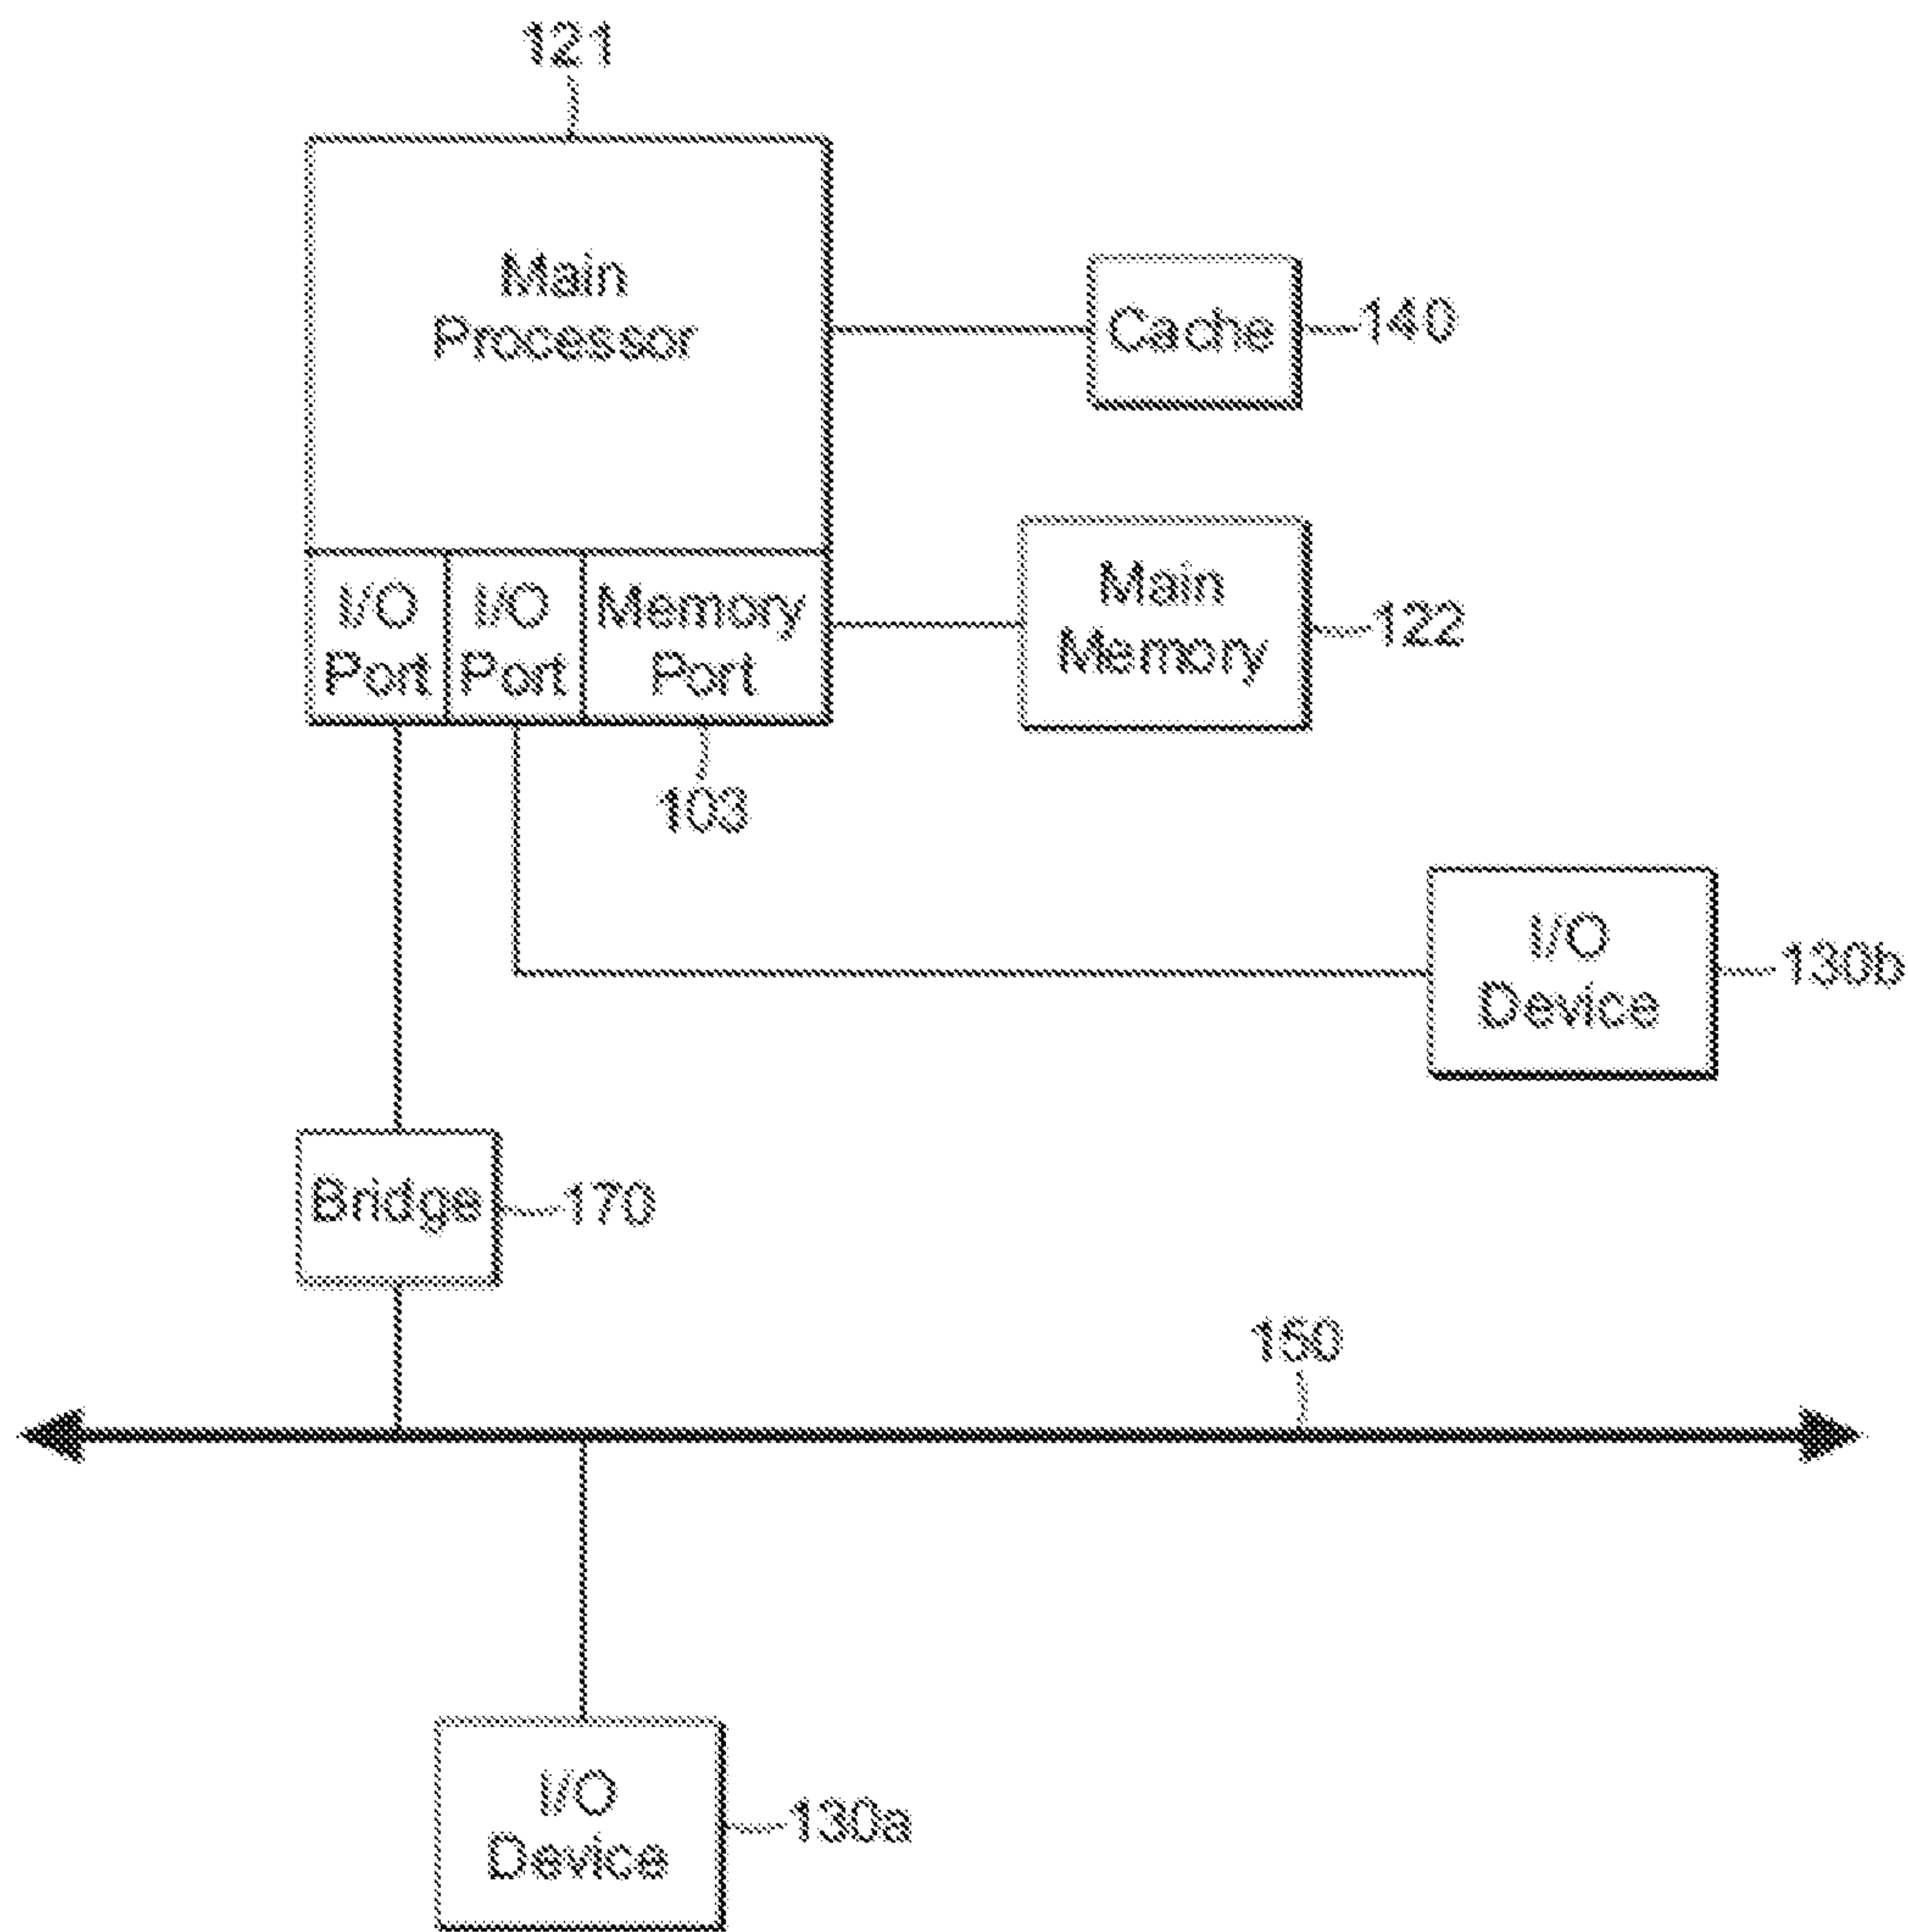 121
Main
Processor
Cache
140
I/O
Port
I/O
Port
Memory
Port
Main
Memory
122
103
I/O
Device
130b
Bridge
170
150
I/O
Device
130a